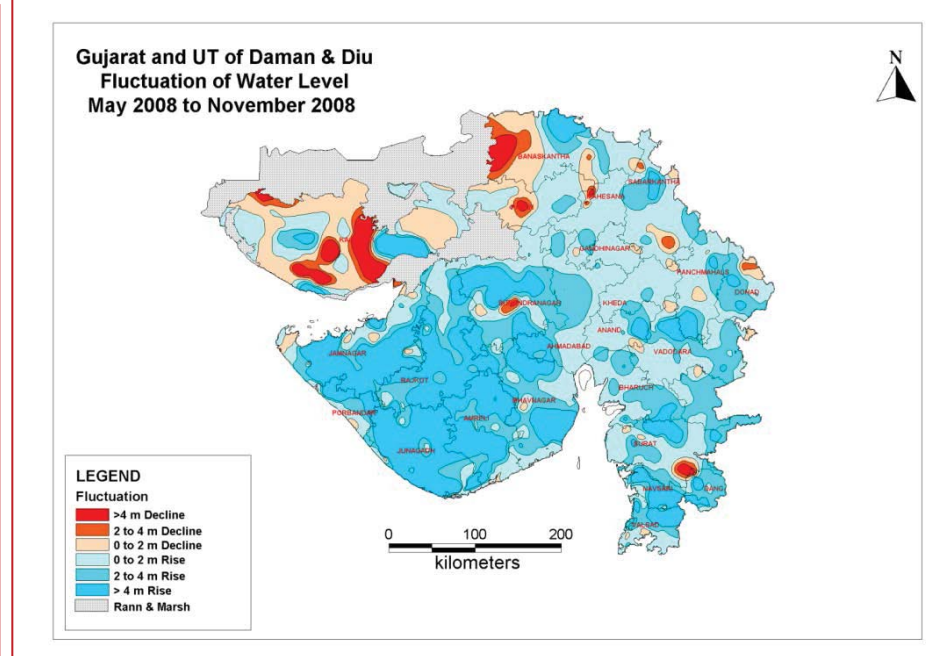 Gujarat and UT of Daman & Diu
Fluctuation of Water Level
May 2008 to November 2008
N
BANASKANTHA
SABARKANTHA
MAHESANA
GANDHINAGAR
PANCHMAHALS
DOHAD
SURENDRANAGAR
KHEDA
ANAND
AHMADABAD
VADODARA
JAMNAGAR
RAJKOT
BHARUCH
BHAVNAGAR
PORBANDAR
AMRELI
SURAT
JUNAGADH
NAVSARI
DANG
VALSAD
LEGEND
Fluctuation
>4 m Decline
2 to 4 m Decline
0 to 2 m Decline
0 to 2 m Rise
2 to 4 m Rise
> 4 m Rise
Rann & Marsh
0 100 200
kilometers